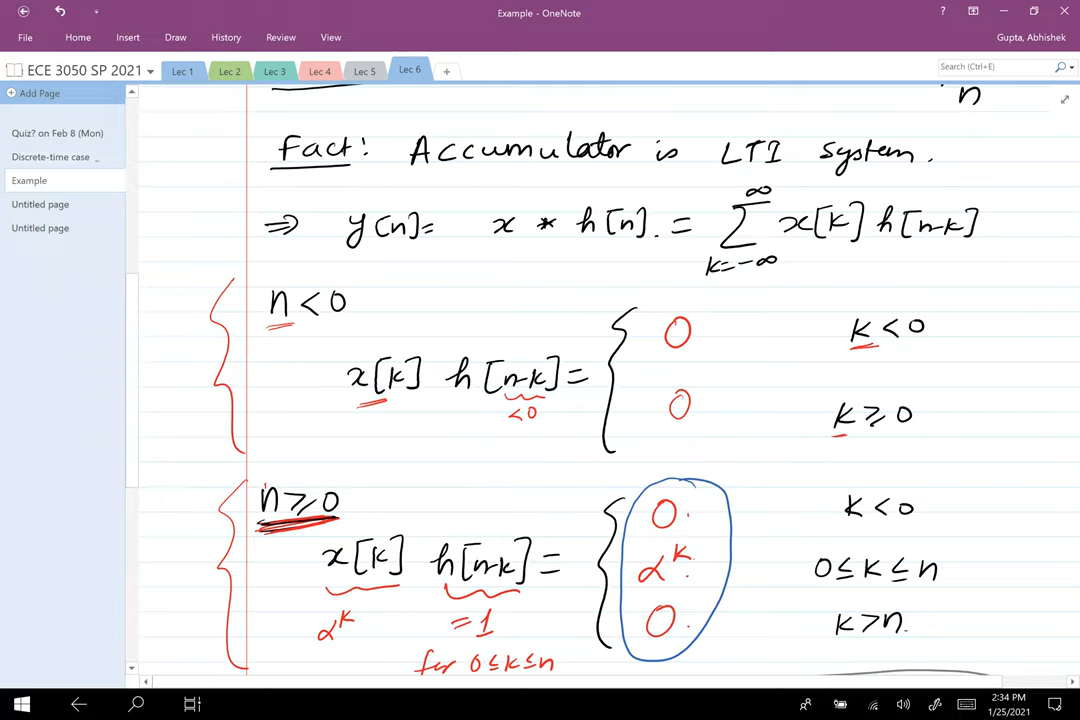 Example - OneNote
?
File Home Insert Draw History Review View Gupta, Abhishek
ECE 3050 SP 2021 Lec 1 Lec 2 Lec 3 Lec 4 Lec 5 Lec 6 + Search (Ctrl+E)
Add Page
Quiz? on Feb 8 (Mon)
Discrete-time case _
Example
Untitled page
Untitled page
n
Fact: Accumulator is LTI system.
⇒ y[n]= x * h[n]. = ∑ x[k] h[n-k]
∞
k=-∞
n < 0
x[k] h[n-k] =
<0
0 k<0
0 k≥0
n≥0
x[k] h[n-k] =
α^k =1
for 0≤k≤n
0. k<0
α^k. 0≤k≤n
0. k>n.
2:34 PM
1/25/2021